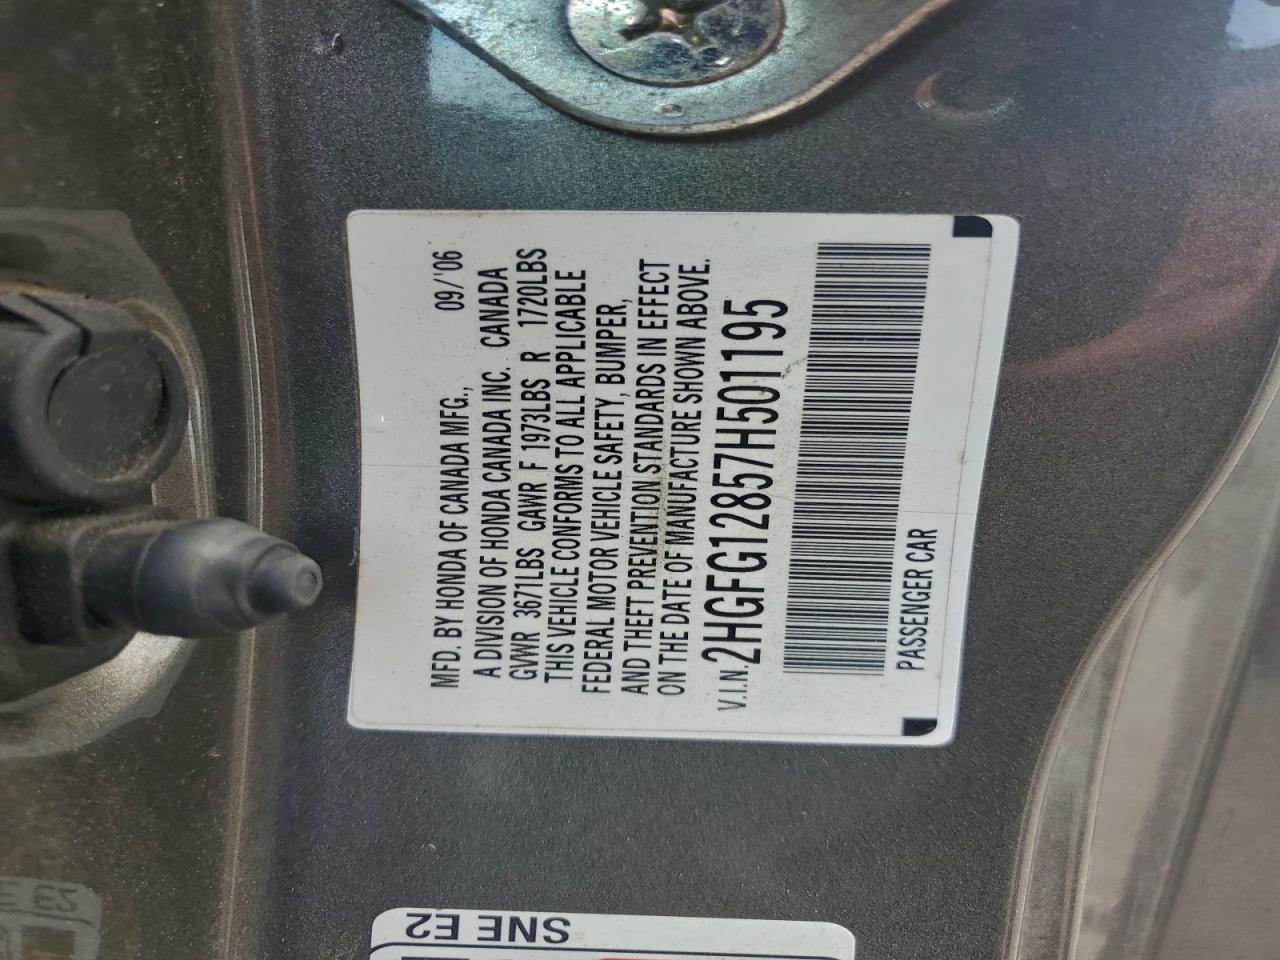 MFD. BY HONDA OF CANADA MFG., 09/'06
A DIVISION OF HONDA CANADA INC. CANADA
GVWR 3671LBS GAWR F 1973LBS R 1720LBS
THIS VEHICLE CONFORMS TO ALL APPLICABLE
FEDERAL MOTOR VEHICLE SAFETY, BUMPER,
AND THEFT PREVENTION STANDARDS IN EFFECT
ON THE DATE OF MANUFACTURE SHOWN ABOVE.
V.I.N. 2HGFG12857H501195
PASSENGER CAR
SNE E2